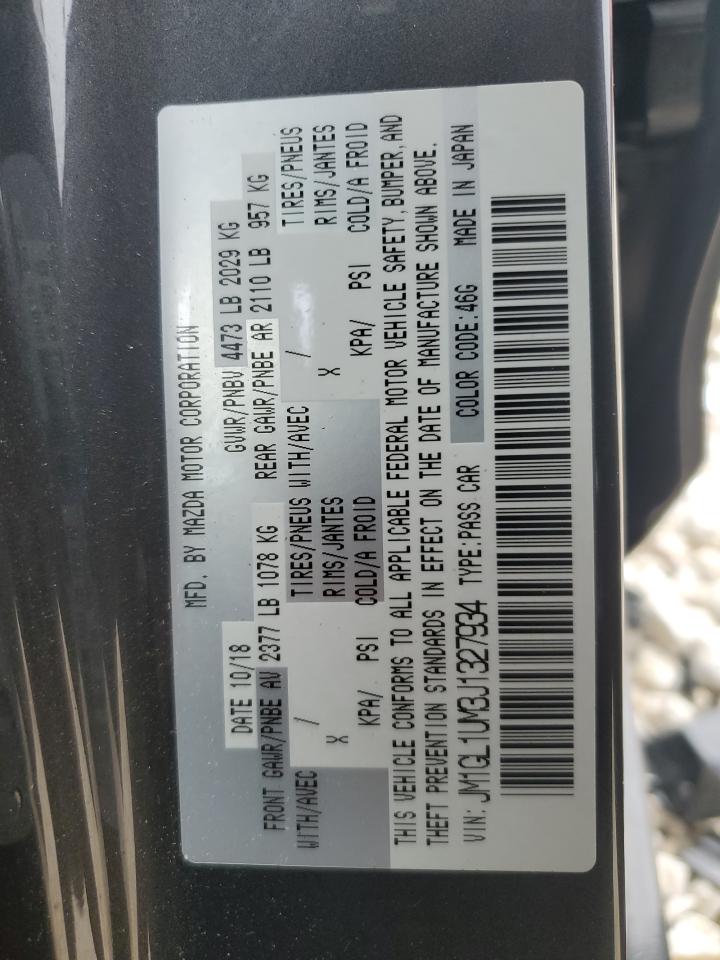 MFD. BY MAZDA MOTOR CORPORATION
DATE 10/18 GVWR/PNBV 4473 LB 2029 KG
FRONT GAWR/PNBE AV 2377 LB 1078 KG REAR GAWR/PNBE AR 2110 LB 957 KG
WITH/AVEC / TIRES/PNEUS WITH/AVEC / TIRES/PNEUS
X RIMS/JANTES X RIMS/JANTES
KPA/ PSI COLD/A FROID KPA/ PSI COLD/A FROID
THIS VEHICLE CONFORMS TO ALL APPLICABLE FEDERAL MOTOR VEHICLE SAFETY, BUMPER, AND
THEFT PREVENTION STANDARDS IN EFFECT ON THE DATE OF MANUFACTURE SHOWN ABOVE.
VIN: JM1GL1UM3J1327934 TYPE:PASS CAR COLOR CODE:46G MADE IN JAPAN